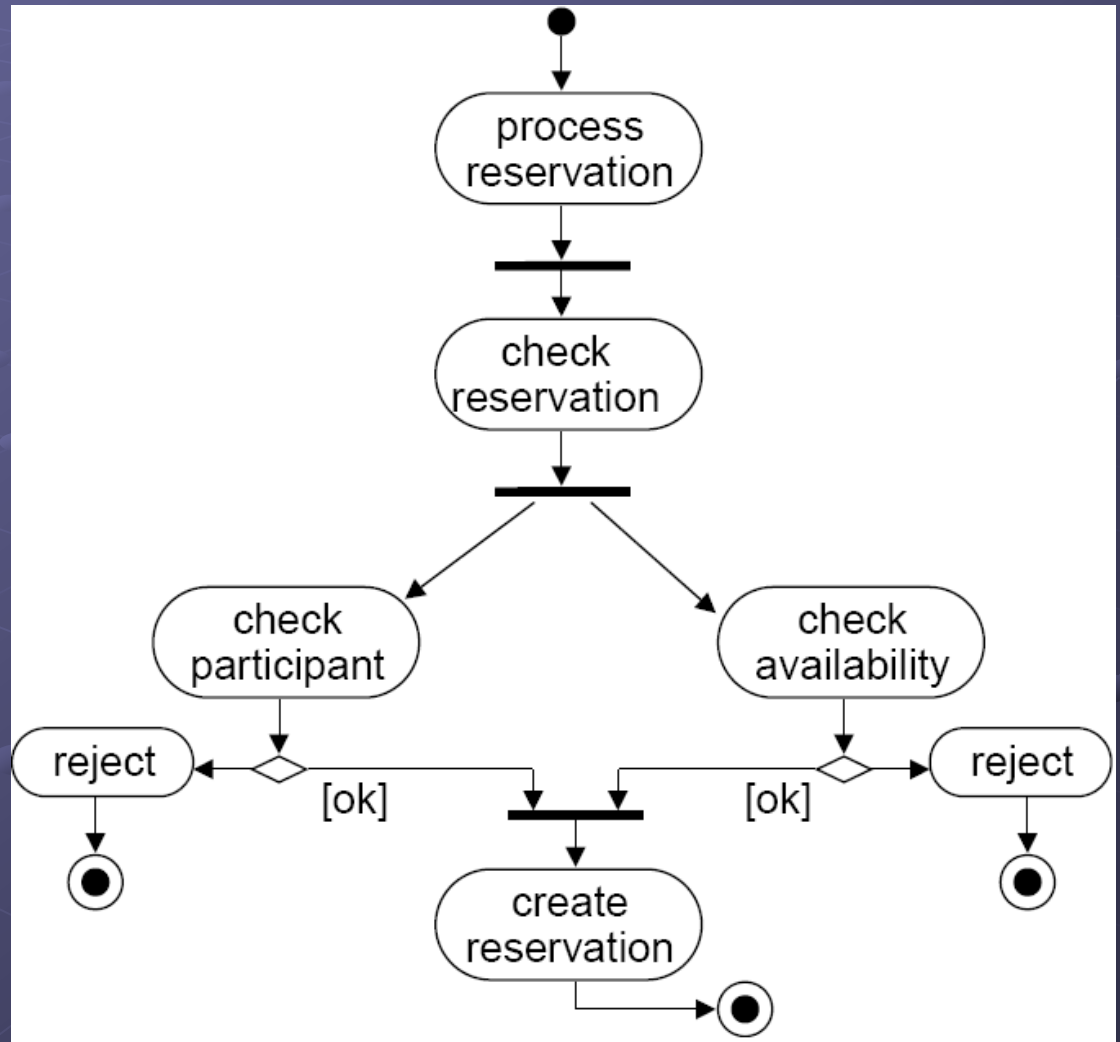 process
reservation
check
reservation
check
participant
check
availability
reject
[ok]
[ok]
reject
create
reservation